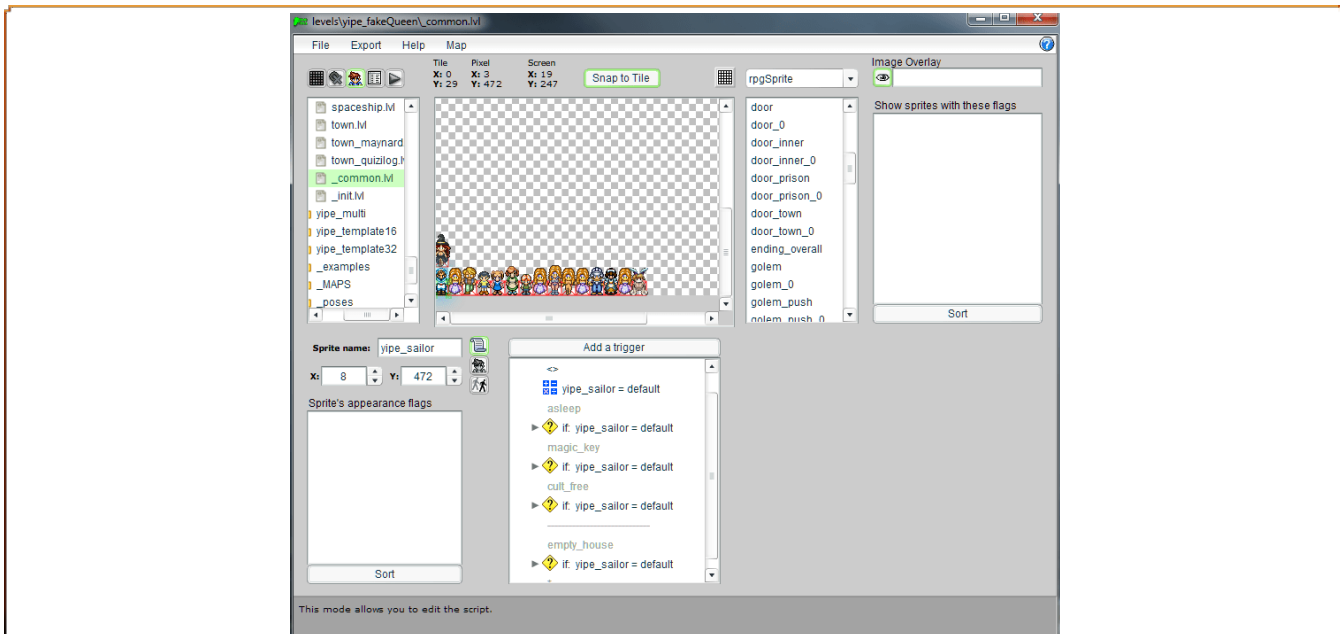 levels\yipe_fakeQueen\_common.lvl
File Export Help Map
Tile Pixel Screen
X: 0 X: 3 X: 19
Y: 29 Y: 472 Y: 247
Snap to Tile
rpgSprite
Image Overlay
spaceship.lvl
town.lvl
town_maynard
town_quizilog.l
_common.lvl
_init.lvl
yipe_multi
yipe_template16
yipe_template32
_examples
_MAPS
_poses
door
door_0
door_inner
door_inner_0
door_prison
door_prison_0
door_town
door_town_0
ending_overall
golem
golem_0
golem_push
golem_push_0
Show sprites with these flags
Sort
Sprite name: yipe_sailor
X: 8 Y: 472
Sprite's appearance flags
Sort
Add a trigger
<>
yipe_sailor = default
asleep
if: yipe_sailor = default
magic_key
if: yipe_sailor = default
cult_free
if: yipe_sailor = default
empty_house
if: yipe_sailor = default
This mode allows you to edit the script.